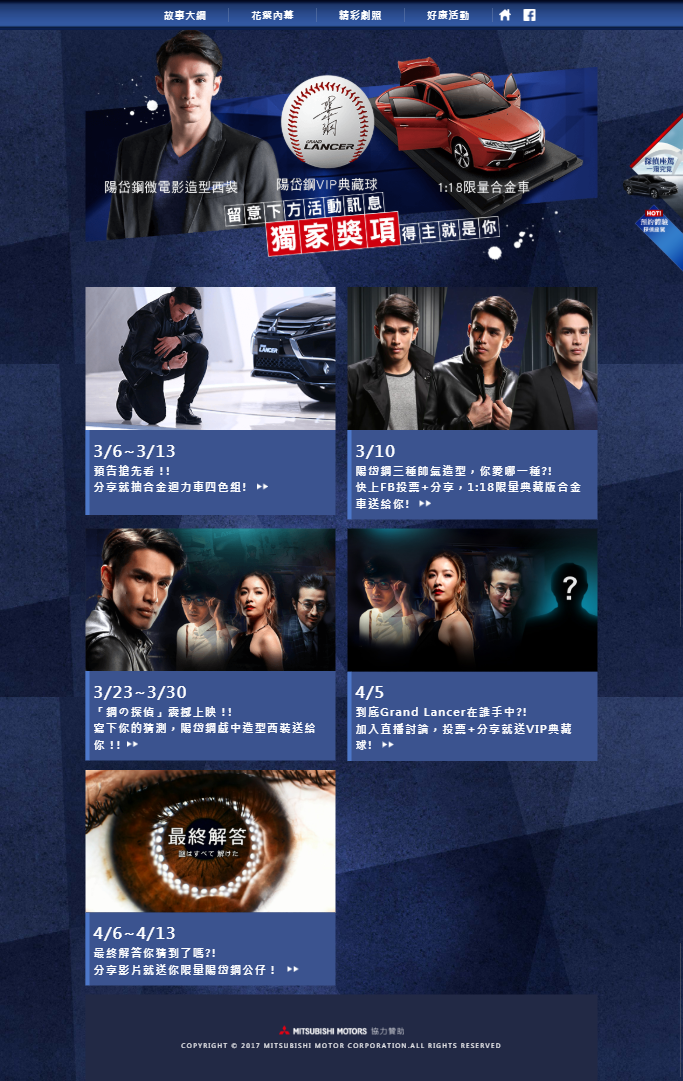 故事大綱
花絮內幕
精彩劇照
好康活動
GRAND
LANCER
陽岱鋼微電影造型西裝
陽岱鋼VIP典藏球
1:18限量合金車
留意下方活動訊息
獨家獎項得主就是你
偵探座駕
一窺究竟
HOT!
預約體驗
LANCER
3/6~3/13
預告搶先看 !!
分享就抽合金迴力車四色組!
3/10
陽岱鋼三種帥氣造型，你愛哪一種?!
快上FB投票+分享，1:18限量典藏版合金
車送給你!
3/23~3/30
「鋼の探偵」震撼上映 !!
寫下你的猜測，陽岱鋼戲中造型西裝送給
你 !!
?
4/5
到底Grand Lancer在誰手中?!
加入直播討論，投票+分享就送VIP典藏
球!
最終解答
謎はすべて 解けた
4/6~4/13
最終解答你猜到了嗎?!
分享影片就送你限量陽岱鋼公仔！
MITSUBISHI MOTORS 協力贊助
COPYRIGHT © 2017 MITSUBISHI MOTOR CORPORATION.ALL RIGHTS RESERVED